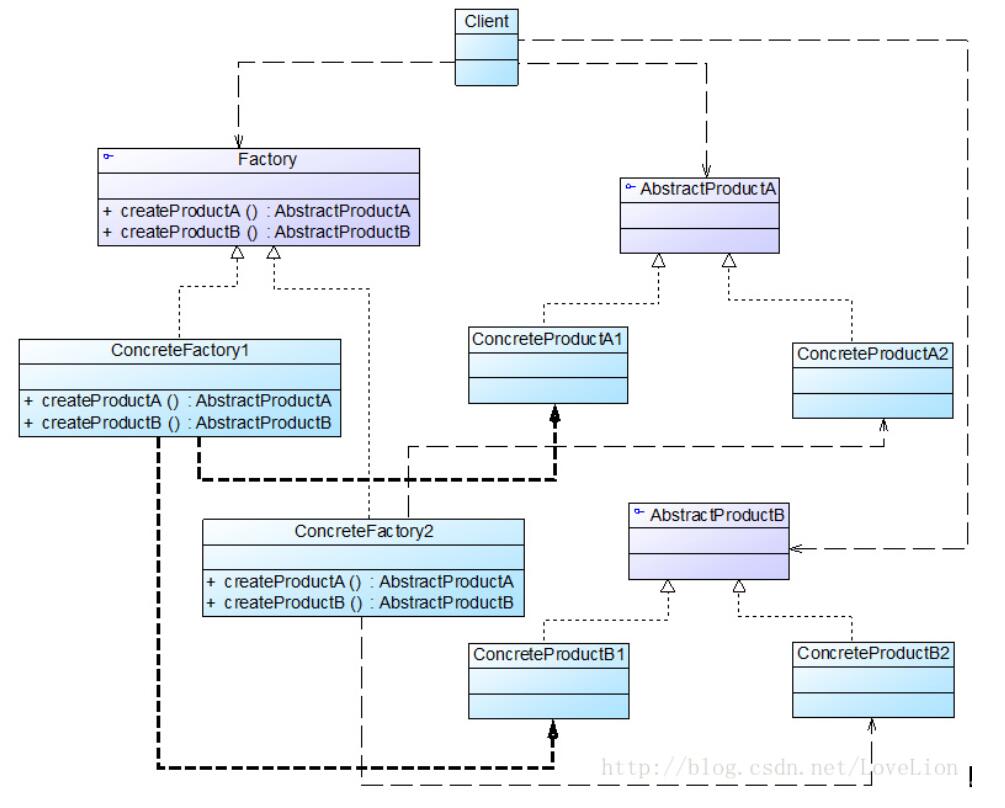 Client
Factory
+ createProductA () : AbstractProductA
+ createProductB () : AbstractProductB
AbstractProductA
ConcreteFactory1
+ createProductA () : AbstractProductA
+ createProductB () : AbstractProductB
ConcreteProductA1
ConcreteProductA2
ConcreteFactory2
+ createProductA () : AbstractProductA
+ createProductB () : AbstractProductB
AbstractProductB
ConcreteProductB1
ConcreteProductB2
http://blog.csdn.net/LoveLion